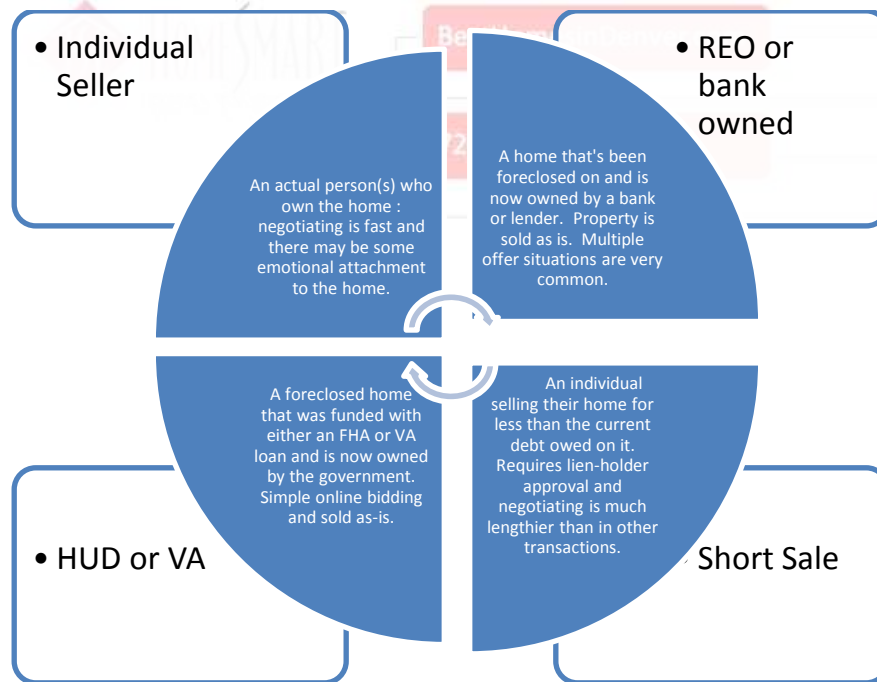 • Individual
Seller
An actual person(s) who
own the home :
negotiating is fast and
there may be some
emotional attachment
to the home.
• REO or
bank
owned
A home that's been
foreclosed on and is
now owned by a bank
or lender. Property is
sold as is. Multiple
offer situations are very
common.
• HUD or VA
A foreclosed home
that was funded with
either an FHA or VA
loan and is now owned
by the government.
Simple online bidding
and sold as-is.
• Short Sale
An individual
selling their home for
less than the current
debt owed on it.
Requires lien-holder
approval and
negotiating is much
lengthier than in other
transactions.